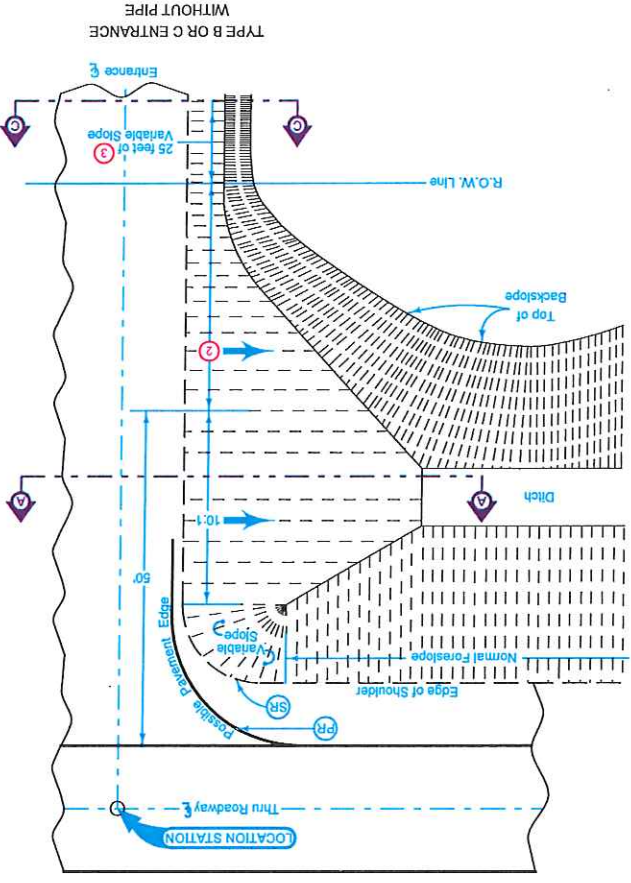 LOCATION STATION
Thru Roadway ℄
PR
Possible Pavement Edge
SR
Edge of Shoulder
Normal Foreslope
Variable
Slope
50'
10:1
A
A
Ditch
2
Top of
Backslope
R.O.W. Line
25 feet of
Variable Slope
3
C
C
Entrance ℄
TYPE B OR C ENTRANCE
WITHOUT PIPE